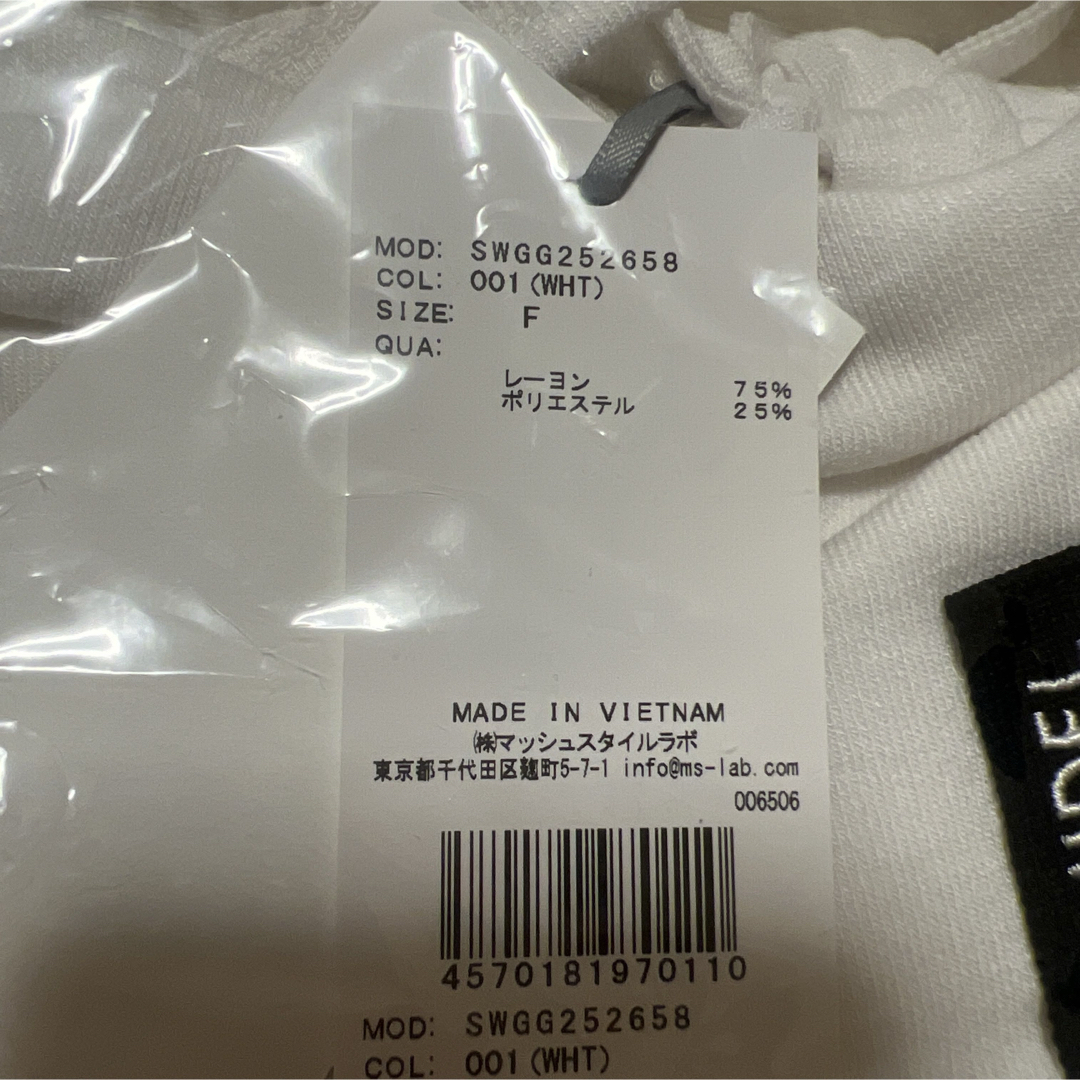 MOD: SWGG252658
COL: 001(WHT)
SIZE: F
QUA:
レーヨン 75%
ポリエステル 25%
MADE IN VIETNAM
㈱マッシュスタイルラボ
東京都千代田区麹町5-7-1 info@ms-lab.com
006506
4570181970110
MOD: SWGG252658
COL: 001(WHT)